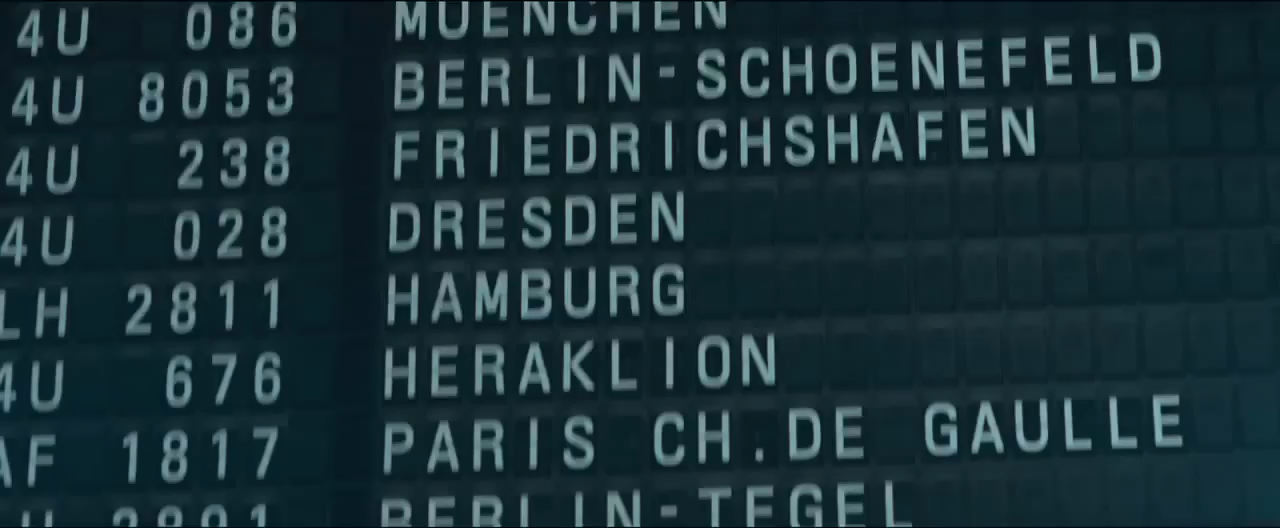 4U 086 MUENCHEN
4U 8053 BERLIN-SCHOENEFELD
4U 238 FRIEDRICHSHAFEN
4U 028 DRESDEN
LH 2811 HAMBURG
4U 676 HERAKLION
AF 1817 PARIS CH.DE GAULLE
BERLIN-TEGEL